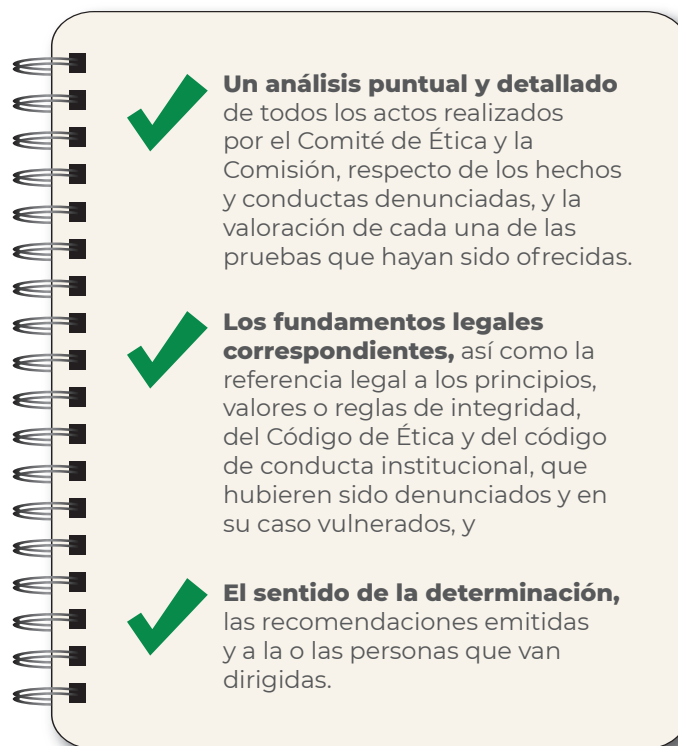 Un análisis puntual y detallado
de todos los actos realizados
por el Comité de Ética y la
Comisión, respecto de los hechos
y conductas denunciadas, y la
valoración de cada una de las
pruebas que hayan sido ofrecidas.
Los fundamentos legales
correspondientes, así como la
referencia legal a los principios,
valores o reglas de integridad,
del Código de Ética y del código
de conducta institucional, que
hubieren sido denunciados y en
su caso vulnerados, y
El sentido de la determinación,
las recomendaciones emitidas
y a la o las personas que van
dirigidas.